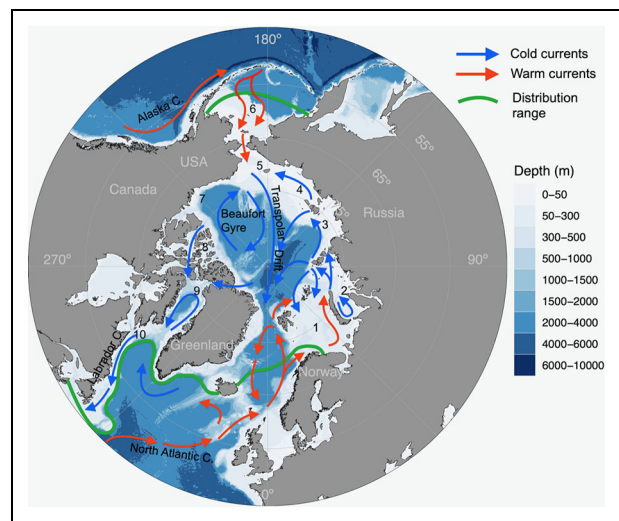 180°
Cold currents
Warm currents
Distribution
range
Alaska C.
6
55°
USA
5
65°
Canada
4
7
Transpolar Drift
75°
Russia
Beaufort
Gyre
3
8
Depth (m)
0–50
50–300
300–500
500–1000
1000–1500
1500–2000
2000–4000
4000–6000
6000–10000
270°
90°
9
2
1
10
Labrador C.
Greenland
Norway
North Atlantic C.
0°